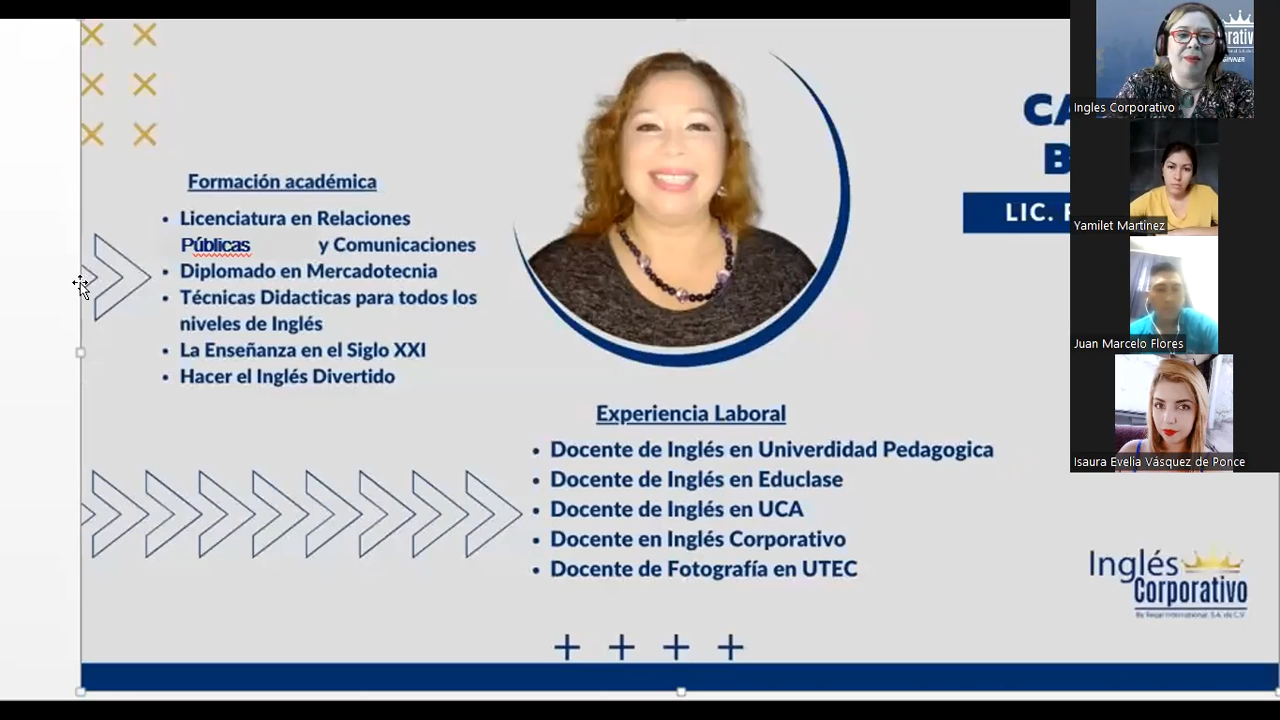 Formación académica
• Licenciatura en Relaciones
Públicas y Comunicaciones
• Diplomado en Mercadotecnia
• Técnicas Didacticas para todos los
niveles de Inglés
• La Enseñanza en el Siglo XXI
• Hacer el Inglés Divertido
CA
B
LIC.
Experiencia Laboral
• Docente de Inglés en Univerdidad Pedagogica
• Docente de Inglés en Educlase
• Docente de Inglés en UCA
• Docente en Inglés Corporativo
• Docente de Fotografía en UTEC
Inglés
Corporativo
Ingles Corporativo
Yamilet Martinez
Juan Marcelo Flores
Isaura Evelia Vásquez de Ponce